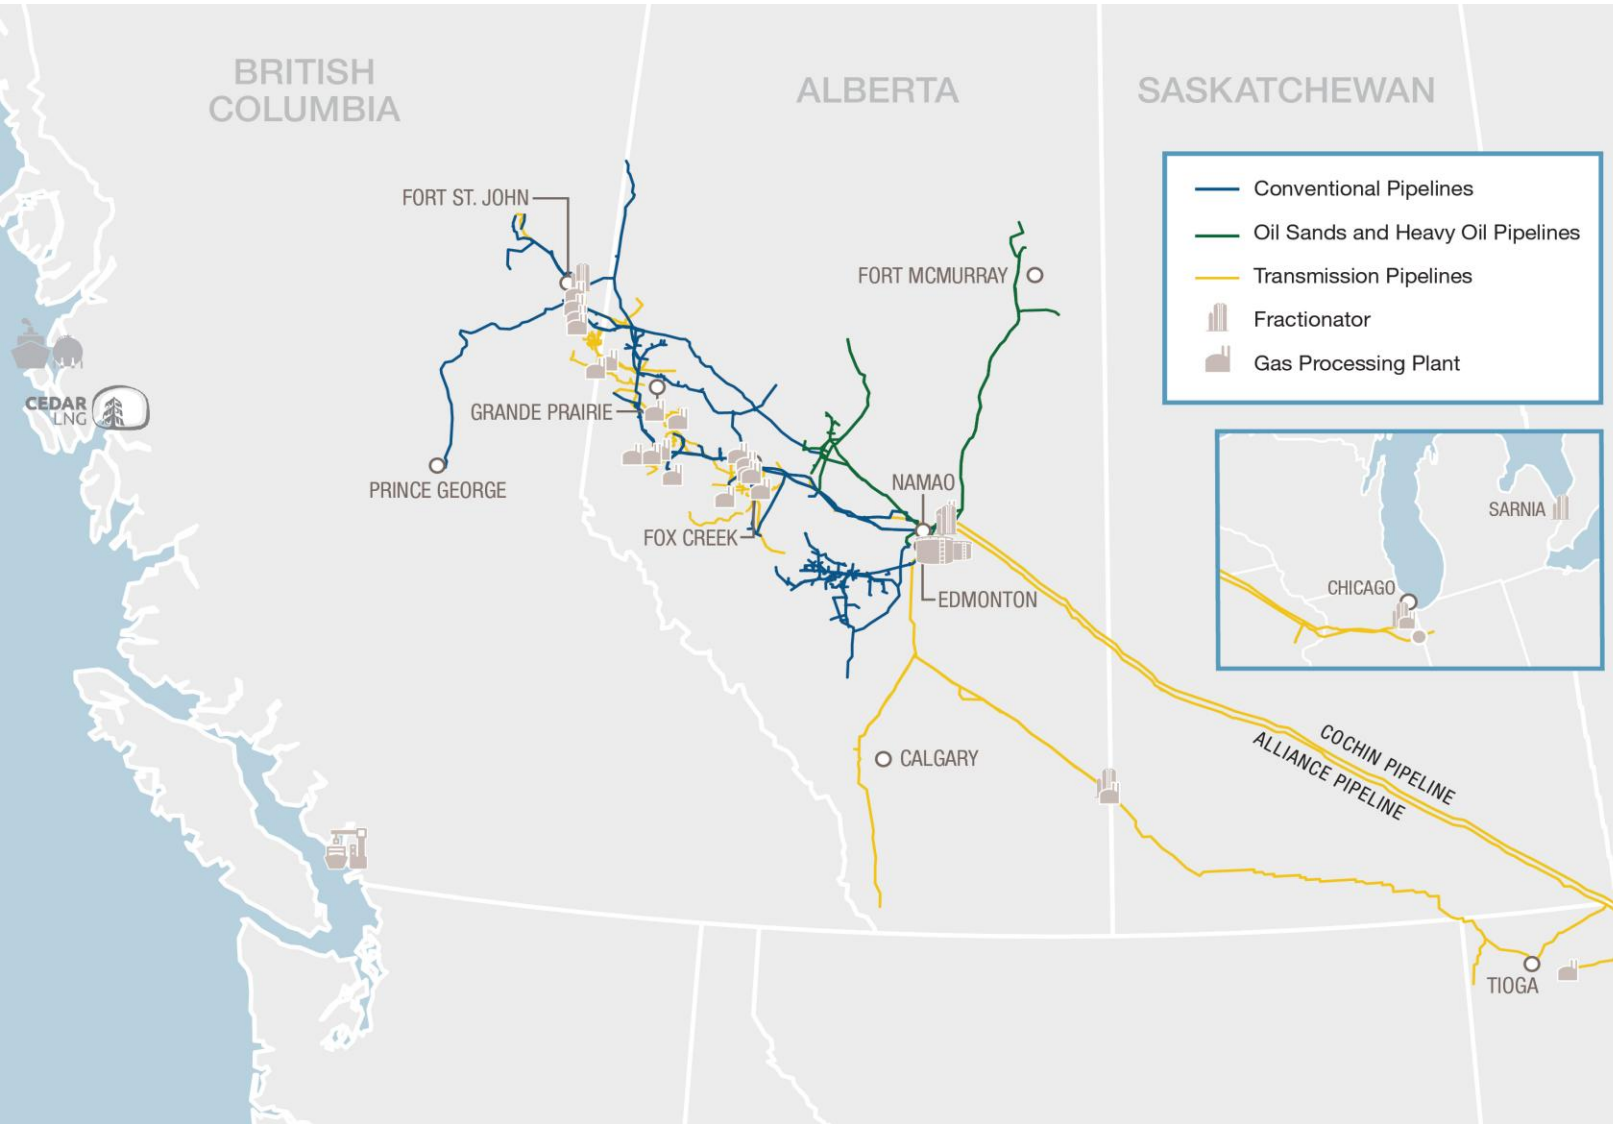 BRITISH
COLUMBIA
ALBERTA
SASKATCHEWAN
Conventional Pipelines
Oil Sands and Heavy Oil Pipelines
Transmission Pipelines
Fractionator
Gas Processing Plant
FORT ST. JOHN
FORT MCMURRAY
CEDAR
LNG
GRANDE PRAIRIE
PRINCE GEORGE
NAMAO
FOX CREEK
EDMONTON
SARNIA
CHICAGO
CALGARY
COCHIN PIPELINE
ALLIANCE PIPELINE
TIOGA